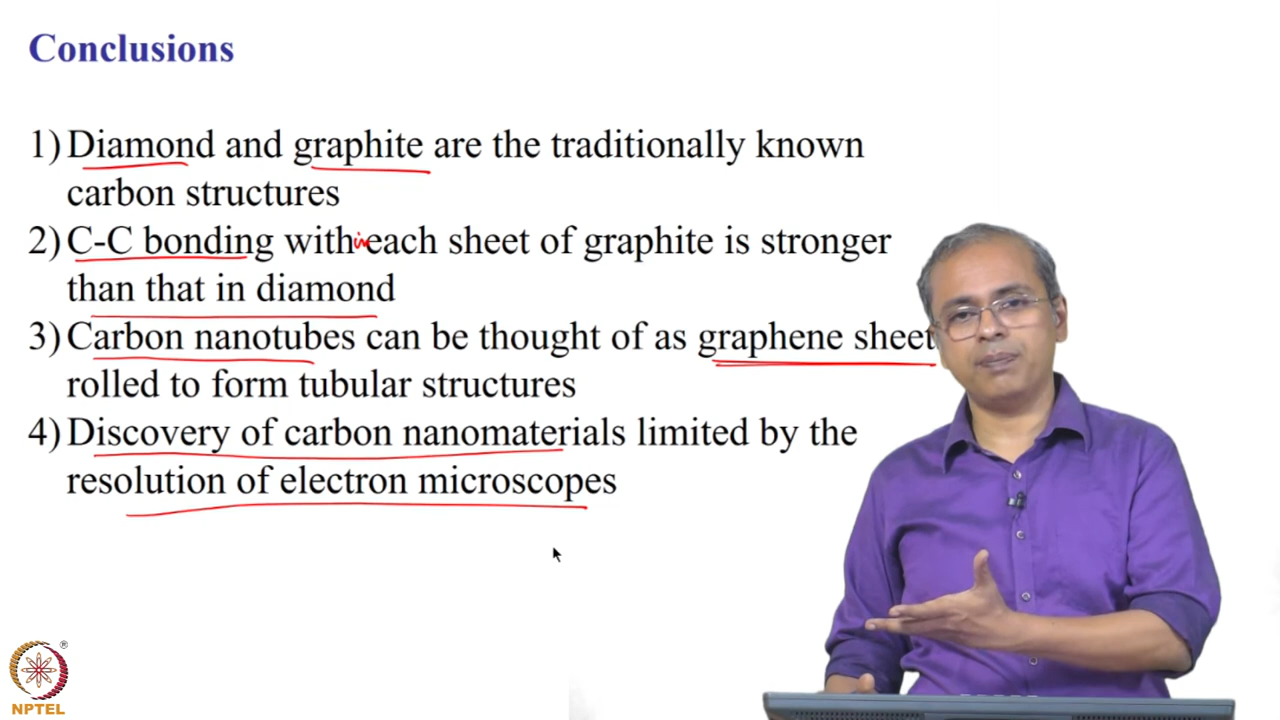 Conclusions
1) Diamond and graphite are the traditionally known
carbon structures
2) C-C bonding within each sheet of graphite is stronger
than that in diamond
3) Carbon nanotubes can be thought of as graphene sheet
rolled to form tubular structures
4) Discovery of carbon nanomaterials limited by the
resolution of electron microscopes
®
NPTEL